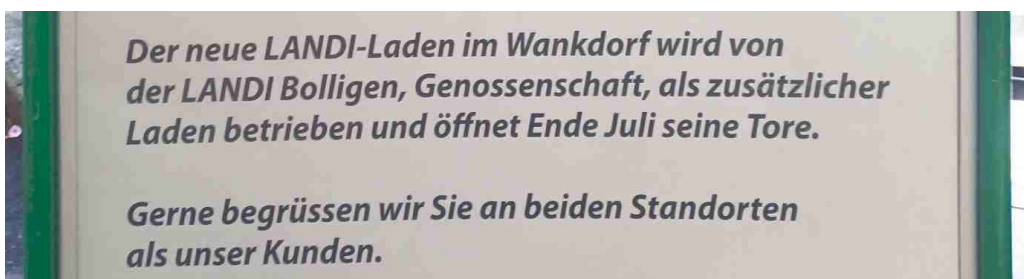 Der neue LANDI-Laden im Wankdorf wird von
der LANDI Bolligen, Genossenschaft, als zusätzlicher
Laden betrieben und öffnet Ende Juli seine Tore.
Gerne begrüssen wir Sie an beiden Standorten
als unser Kunden.